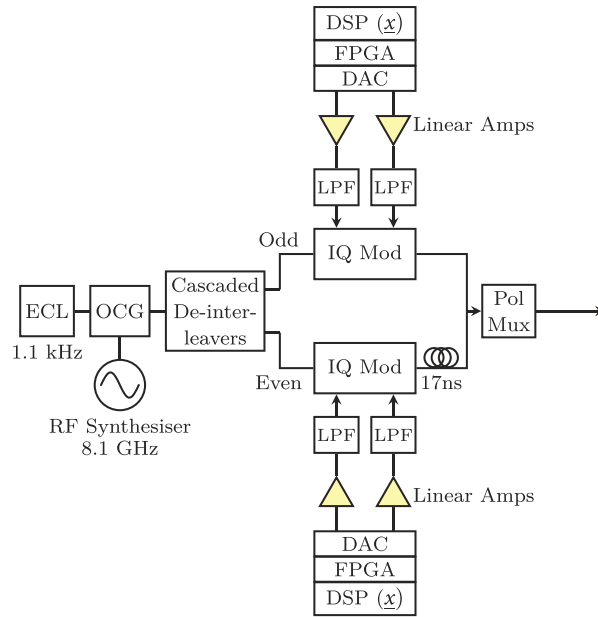 DSP (x)
FPGA
DAC
Linear Amps
LPF LPF
Odd
IQ Mod
Cascaded
De-inter-
leavers
ECL
OCG
Pol
Mux
1.1 kHz
Even
IQ Mod
17ns
RF Synthesiser
8.1 GHz
LPF LPF
Linear Amps
DAC
FPGA
DSP (x)